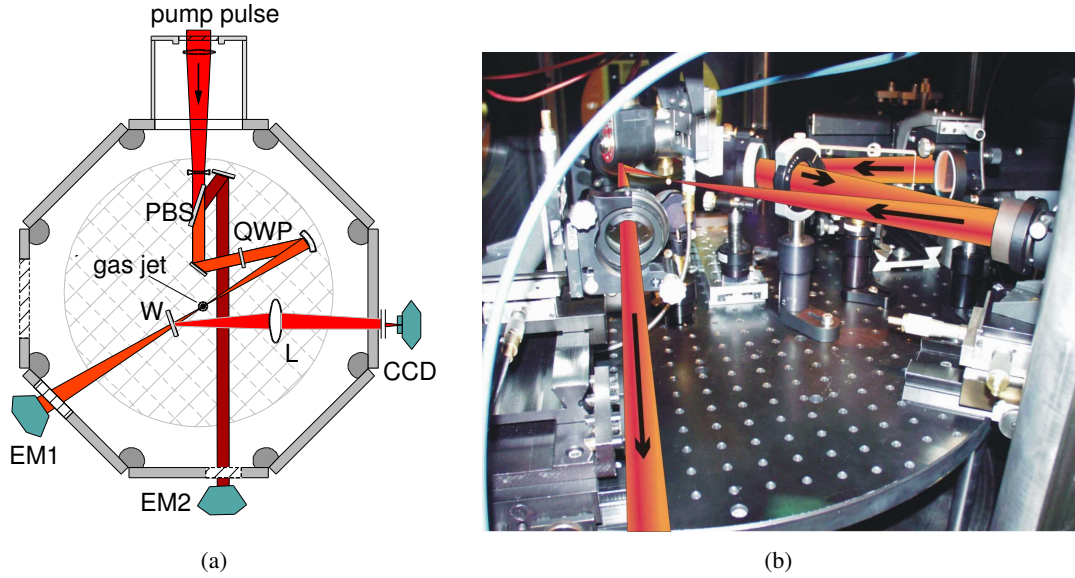 pump pulse
PBS
QWP
gas jet
W
L
CCD
EM1
EM2
(a)
(b)